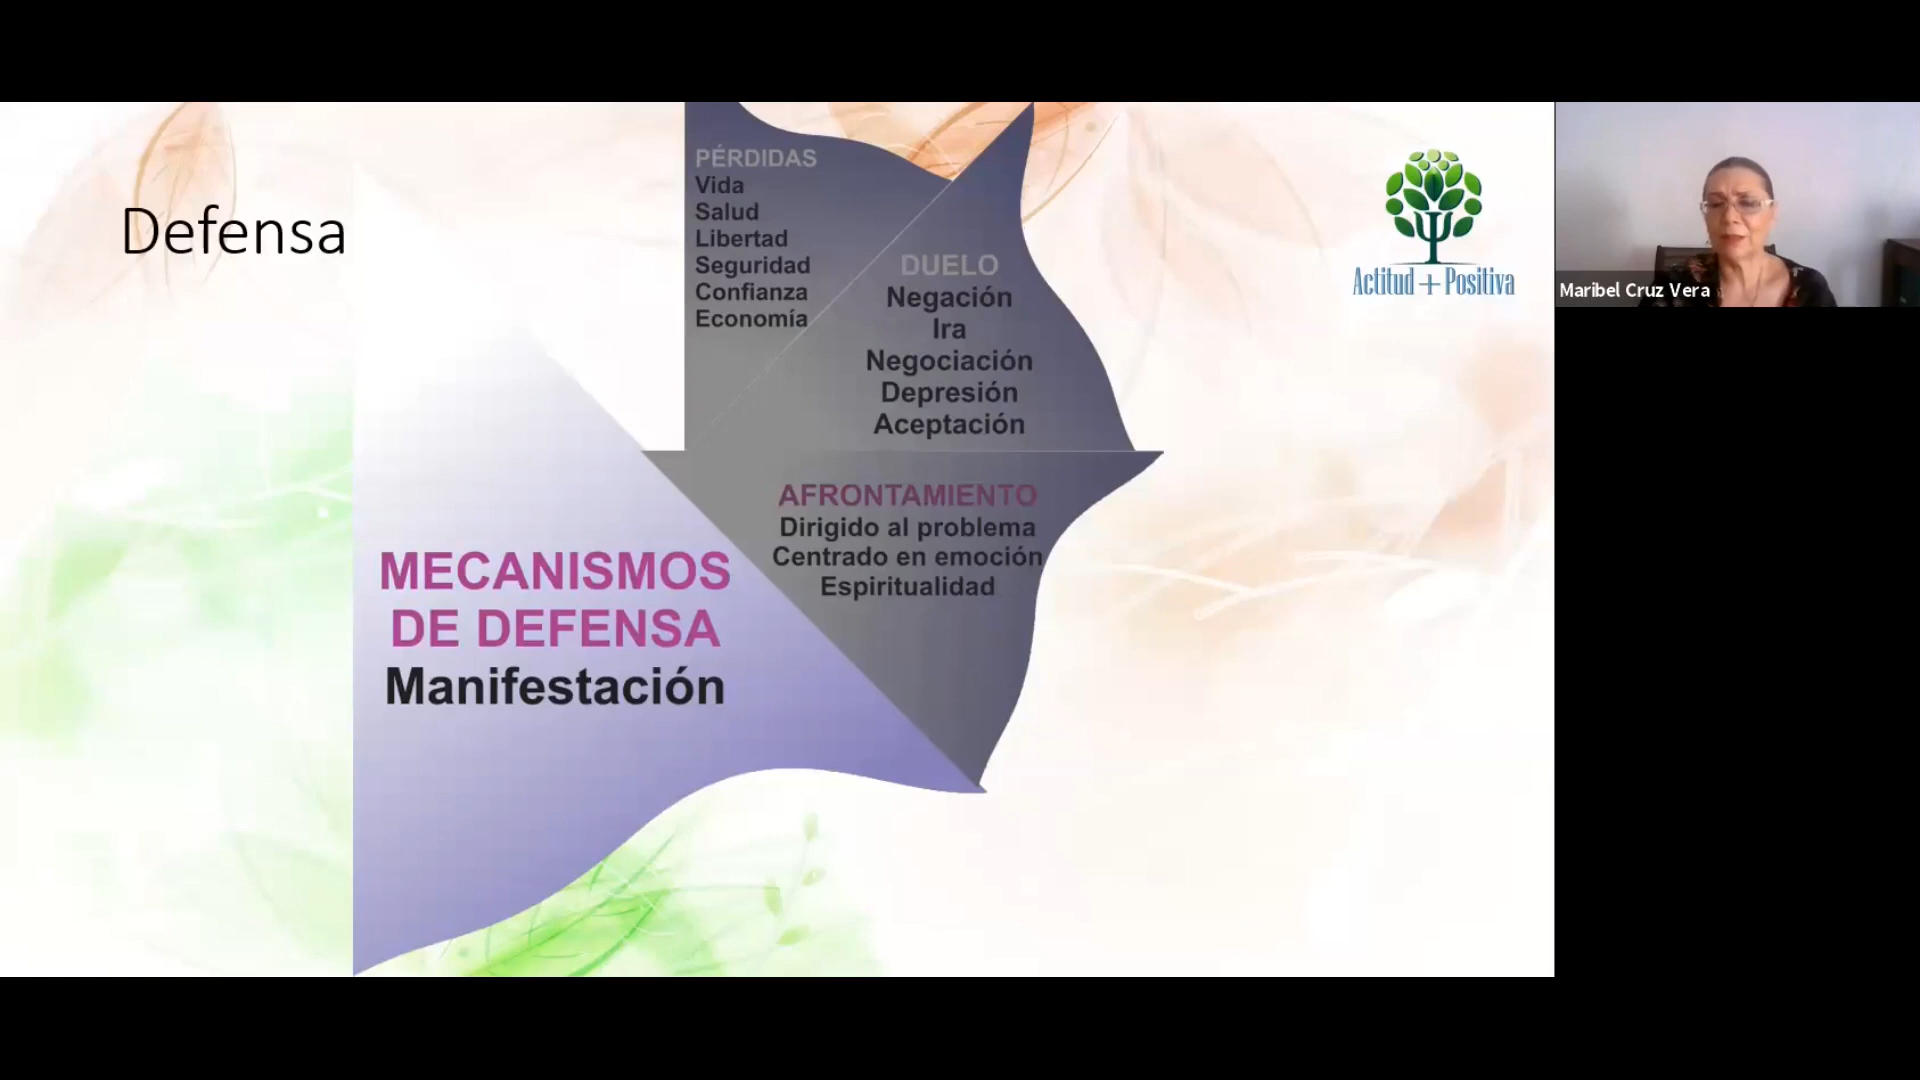 Defensa
PÉRDIDAS
Vida
Salud
Libertad
Seguridad
Confianza
Economía
DUELO
Negación
Ira
Negociación
Depresión
Aceptación
AFRONTAMIENTO
Dirigido al problema
Centrado en emoción
Espiritualidad
MECANISMOS
DE DEFENSA
Manifestación
Actitud + Positiva
Maribel Cruz Vera